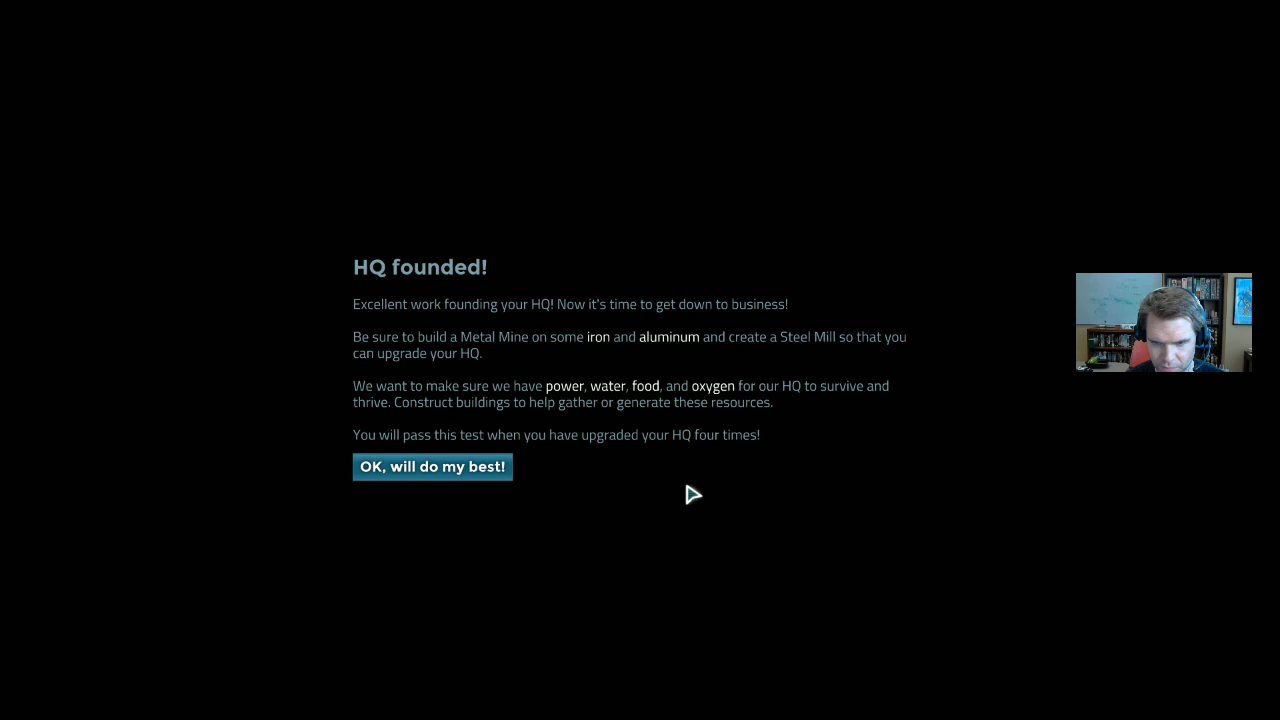 HQ founded!
Excellent work founding your HQ! Now it's time to get down to business!
Be sure to build a Metal Mine on some iron and aluminum and create a Steel Mill so that you
can upgrade your HQ.
We want to make sure we have power, water, food, and oxygen for our HQ to survive and
thrive. Construct buildings to help gather or generate these resources.
You will pass this test when you have upgraded your HQ four times!
OK, will do my best!